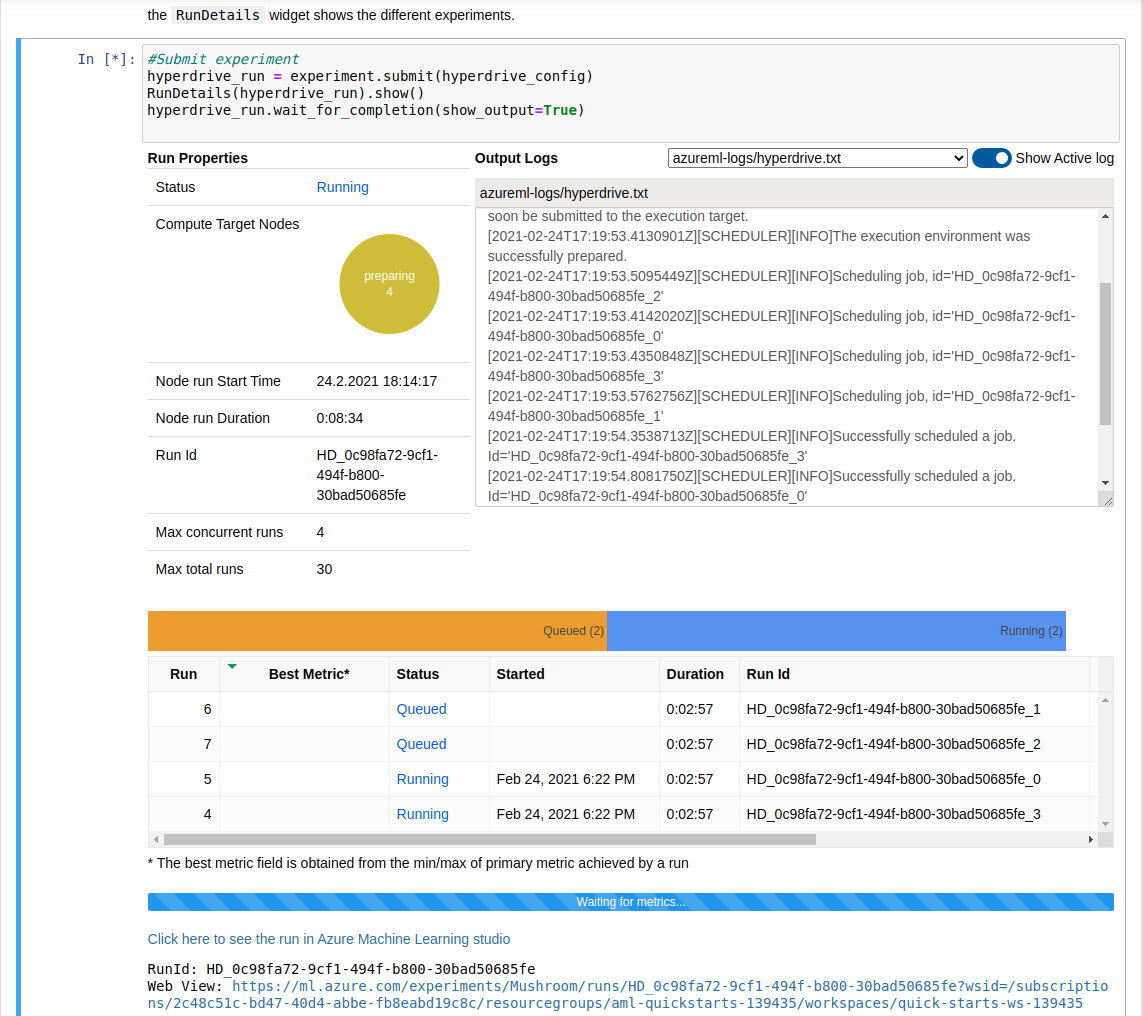 the RunDetails widget shows the different experiments.
In [*]:
#Submit experiment
hyperdrive_run = experiment.submit(hyperdrive_config)
RunDetails(hyperdrive_run).show()
hyperdrive_run.wait_for_completion(show_output=True)
Run Properties
Status Running
Compute Target Nodes
preparing
4
Node run Start Time 24.2.2021 18:14:17
Node run Duration 0:08:34
Run Id HD_0c98fa72-9cf1-
494f-b800-
30bad50685fe
Max concurrent runs 4
Max total runs 30
Output Logs azureml-logs/hyperdrive.txt Show Active log
azureml-logs/hyperdrive.txt
soon be submitted to the execution target.
[2021-02-24T17:19:53.4130901Z][SCHEDULER][INFO]The execution environment was
successfully prepared.
[2021-02-24T17:19:53.5095449Z][SCHEDULER][INFO]Scheduling job, id='HD_0c98fa72-9cf1-
494f-b800-30bad50685fe_2'
[2021-02-24T17:19:53.4142020Z][SCHEDULER][INFO]Scheduling job, id='HD_0c98fa72-9cf1-
494f-b800-30bad50685fe_0'
[2021-02-24T17:19:53.4350848Z][SCHEDULER][INFO]Scheduling job, id='HD_0c98fa72-9cf1-
494f-b800-30bad50685fe_3'
[2021-02-24T17:19:53.5762756Z][SCHEDULER][INFO]Scheduling job, id='HD_0c98fa72-9cf1-
494f-b800-30bad50685fe_1'
[2021-02-24T17:19:54.3538713Z][SCHEDULER][INFO]Successfully scheduled a job.
Id='HD_0c98fa72-9cf1-494f-b800-30bad50685fe_3'
[2021-02-24T17:19:54.8081750Z][SCHEDULER][INFO]Successfully scheduled a job.
Id='HD_0c98fa72-9cf1-494f-b800-30bad50685fe_0'
Queued (2) Running (2)
Run Best Metric* Status Started Duration Run Id
6 Queued 0:02:57 HD_0c98fa72-9cf1-494f-b800-30bad50685fe_1
7 Queued 0:02:57 HD_0c98fa72-9cf1-494f-b800-30bad50685fe_2
5 Running Feb 24, 2021 6:22 PM 0:02:57 HD_0c98fa72-9cf1-494f-b800-30bad50685fe_0
4 Running Feb 24, 2021 6:22 PM 0:02:57 HD_0c98fa72-9cf1-494f-b800-30bad50685fe_3
* The best metric field is obtained from the min/max of primary metric achieved by a run
Waiting for metrics...
Click here to see the run in Azure Machine Learning studio
RunId: HD_0c98fa72-9cf1-494f-b800-30bad50685fe
Web View: https://ml.azure.com/experiments/Mushroom/runs/HD_0c98fa72-9cf1-494f-b800-30bad50685fe?wsid=/subscriptio
ns/2c48c51c-bd47-40d4-abbe-fb8eabd19c8c/resourcegroups/aml-quickstarts-139435/workspaces/quick-starts-ws-139435